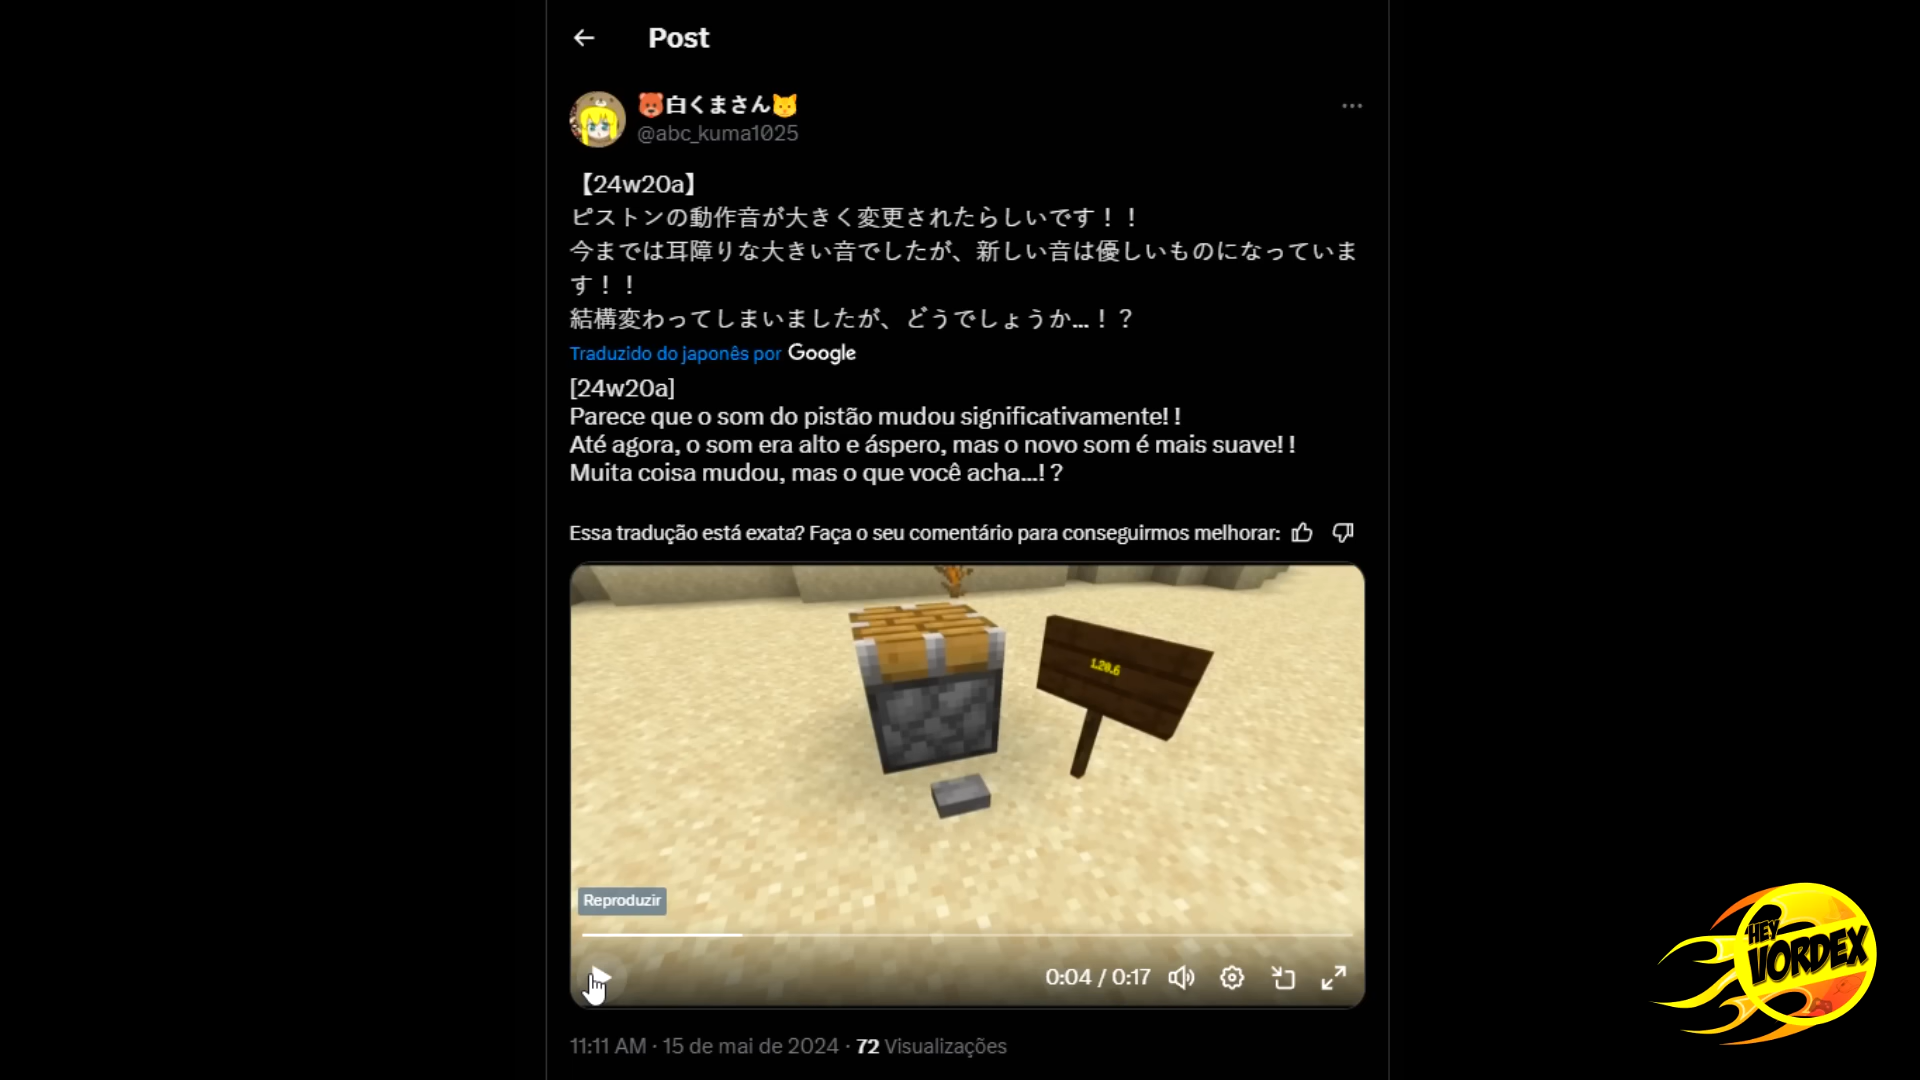 Post
🐻白くまさん🐱
@abc_kuma1025
【24w20a】
ピストンの動作音が大きく変更されたらしいです！！
今までは耳障りな大きい音でしたが、新しい音は優しいものになっていま
す！！
結構変わってしまいましたが、どうでしょうか...！？
Traduzido do japonês por Google
[24w20a]
Parece que o som do pistão mudou significativamente! !
Até agora, o som era alto e áspero, mas o novo som é mais suave! !
Muita coisa mudou, mas o que você acha...! ?
Essa tradução está exata? Faça o seu comentário para conseguirmos melhorar:
1.20.6
Reproduzir
0:04 / 0:17
HEY
VORDEX
11:11 AM · 15 de mai de 2024 · 72 Visualizações